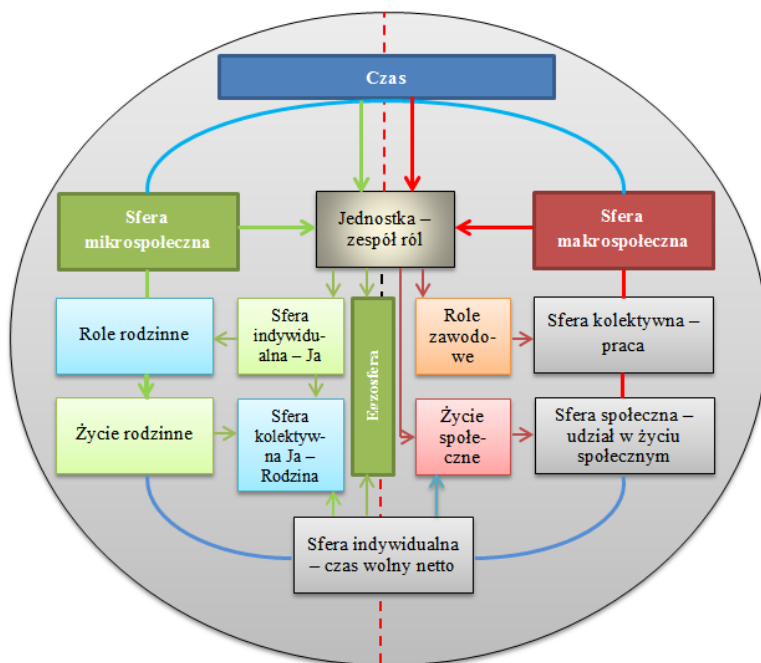 Czas
Sfera
mikrospołeczna
Jednostka –
zespół ról
Sfera
makrospołeczna
Role rodzinne
Sfera
indywidu-
alna – Ja
Egzosfera
Role
zawodo-
we
Sfera kolektywna –
praca
Życie rodzinne
Sfera
kolektyw-
na Ja –
Rodzina
Życie
społe-
czne
Sfera społeczna –
udział w życiu
społecznym
Sfera indywidualna
– czas wolny netto